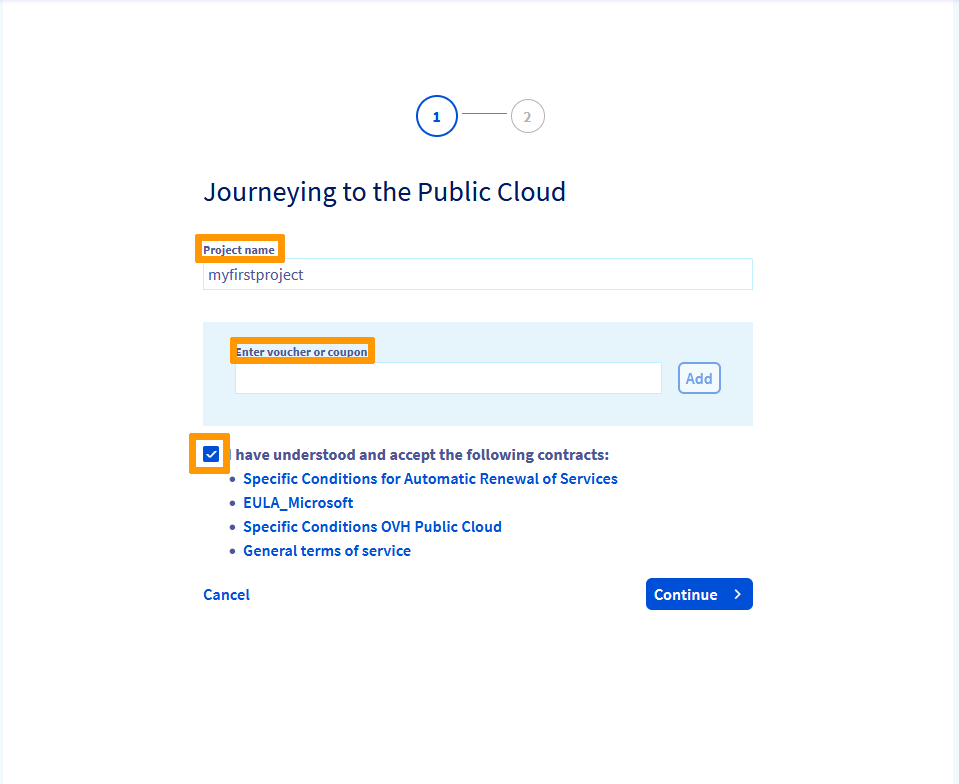 1 2
Journeying to the Public Cloud
Project name
myfirstproject
Enter voucher or coupon
Add
I have understood and accept the following contracts:
• Specific Conditions for Automatic Renewal of Services
• EULA_Microsoft
• Specific Conditions OVH Public Cloud
• General terms of service
Cancel Continue